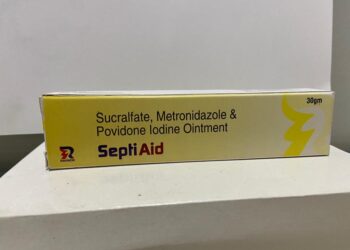 30gm
Sucralfate, Metronidazole &
Povidone Iodine Ointment
SeptiAid